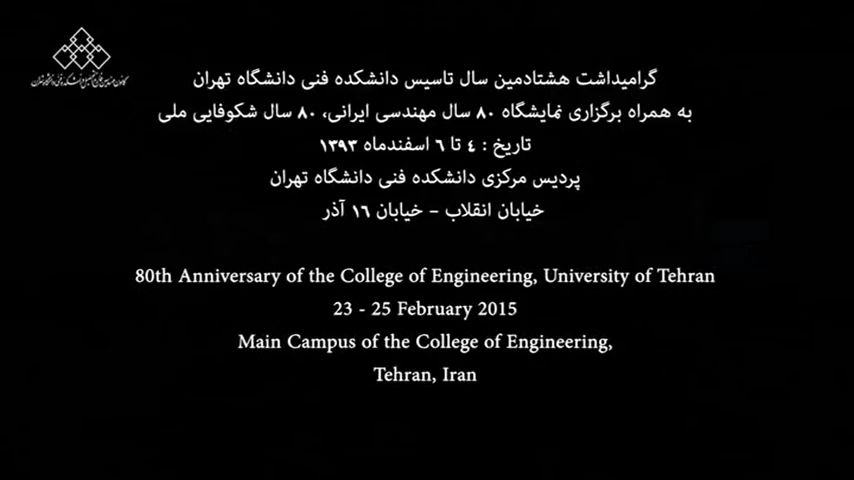 گرامیداشت هشتادمین سال تاسیس دانشکده فنی دانشگاه تهران
به همراه برگزاری نمایشگاه ۸۰ سال مهندسی ایرانی، ۸۰ سال شکوفایی ملی
تاریخ : ٤ تا ٦ اسفندماه ۱۳۹۳
پردیس مرکزی دانشکده فنی دانشگاه تهران
خیابان انقلاب – خیابان ۱٦ آذر
80th Anniversary of the College of Engineering, University of Tehran
23 - 25 February 2015
Main Campus of the College of Engineering,
Tehran, Iran